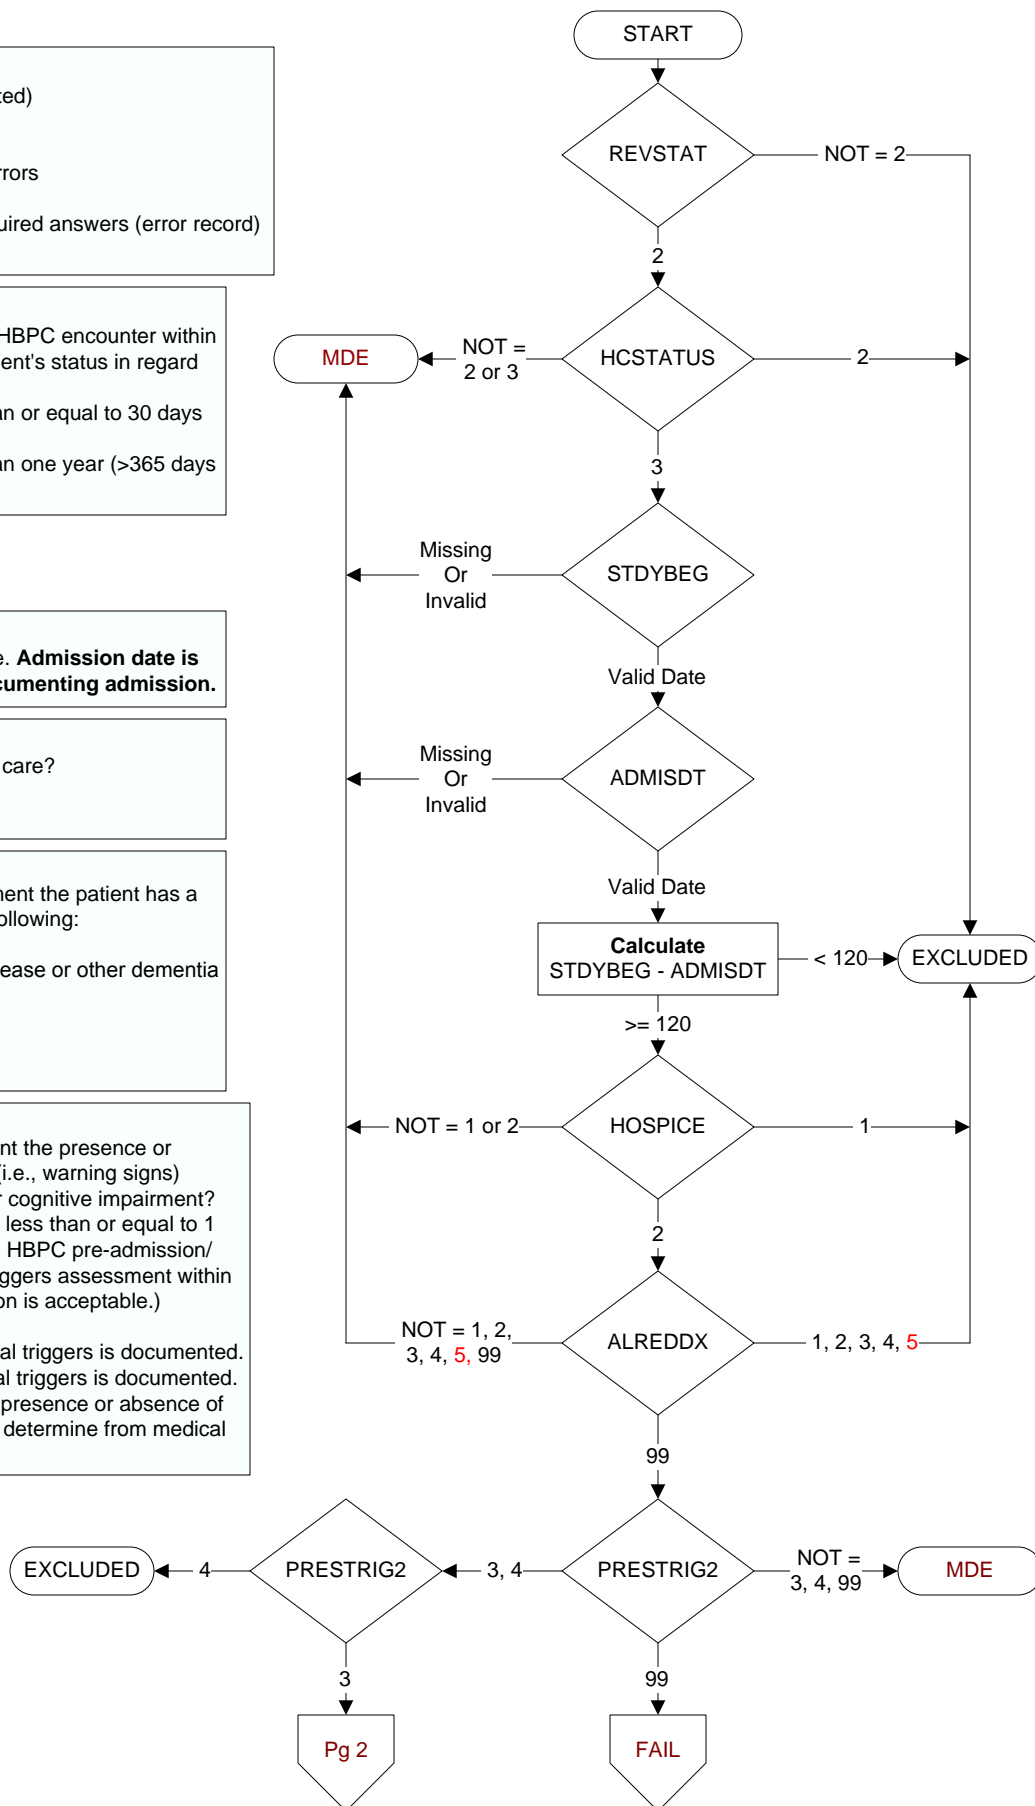 START
ted)
REVSTAT
NOT = 2
rrors
uired answers (error record)
2
HBPC encounter within
ent's status in regard
an or equal to 30 days
an one year (>365 days
MDE
NOT =
2 or 3
HCSTATUS
2
3
Missing
Or
Invalid
STDYBEG
e. Admission date is
cumenting admission.
Valid Date
care?
Missing
Or
Invalid
ADMISDT
Valid Date
ment the patient has a
ollowing:
ease or other dementia
Calculate
STDYBEG - ADMISDT
< 120
EXCLUDED
>= 120
NOT = 1 or 2
HOSPICE
1
nt the presence or
(i.e., warning signs)
r cognitive impairment?
less than or equal to 1
HBPC pre-admission/
ggers assessment within
on is acceptable.)
al triggers is documented.
al triggers is documented.
presence or absence of
determine from medical
2
NOT = 1, 2,
3, 4, 5, 99
ALREDDX
1, 2, 3, 4, 5
99
EXCLUDED
4
PRESTRIG2
3, 4
PRESTRIG2
NOT =
3, 4, 99
MDE
3
99
Pg 2
FAIL